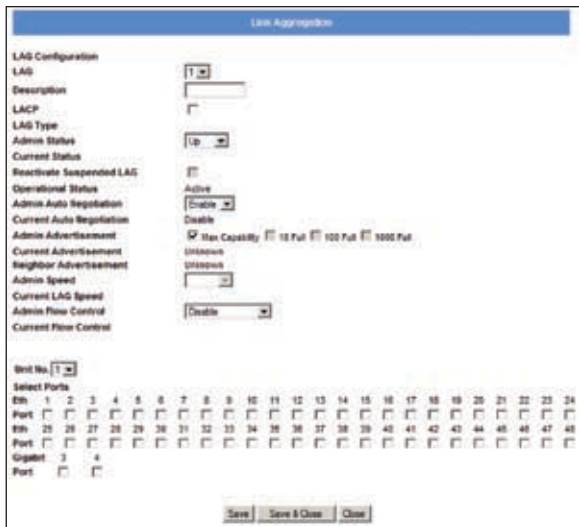 Link Aggregation
LAG Configuration
LAG 1
Description
LACP
LAG Type
Admin Status Up
Current Status
Reactivate Suspended LAG
Operational Status Active
Admin Auto Negotiation Enable
Current Auto Negotiation Disable
Admin Advertisement Max Capability 10 Full 100 Full 1000 Full
Current Advertisement Unknown
Neighbor Advertisement Unknown
Admin Speed
Current LAG Speed
Admin Flow Control Disable
Current Flow Control
Unit No. 1
Select Ports
Eth 1 2 3 4 5 6 7 8 9 10 11 12 13 14 15 16 17 18 19 20 21 22 23 24
Port
Eth 25 26 27 28 29 30 31 32 33 34 35 36 37 38 39 40 41 42 43 44 45 46 47 48
Port
Gigabit 3 4
Port
Save Save & Close Close